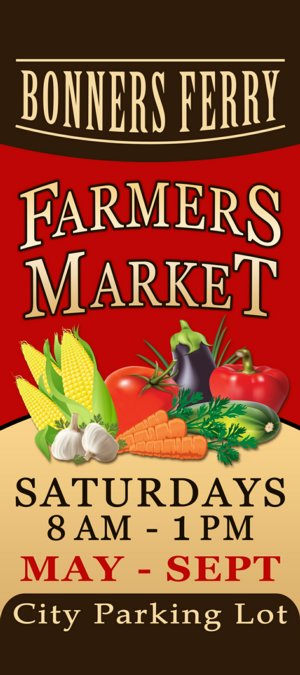 BONNERS FERRY
FARMERS
MARKET
SATURDAYS
8 AM - 1 PM
MAY - SEPT
City Parking Lot